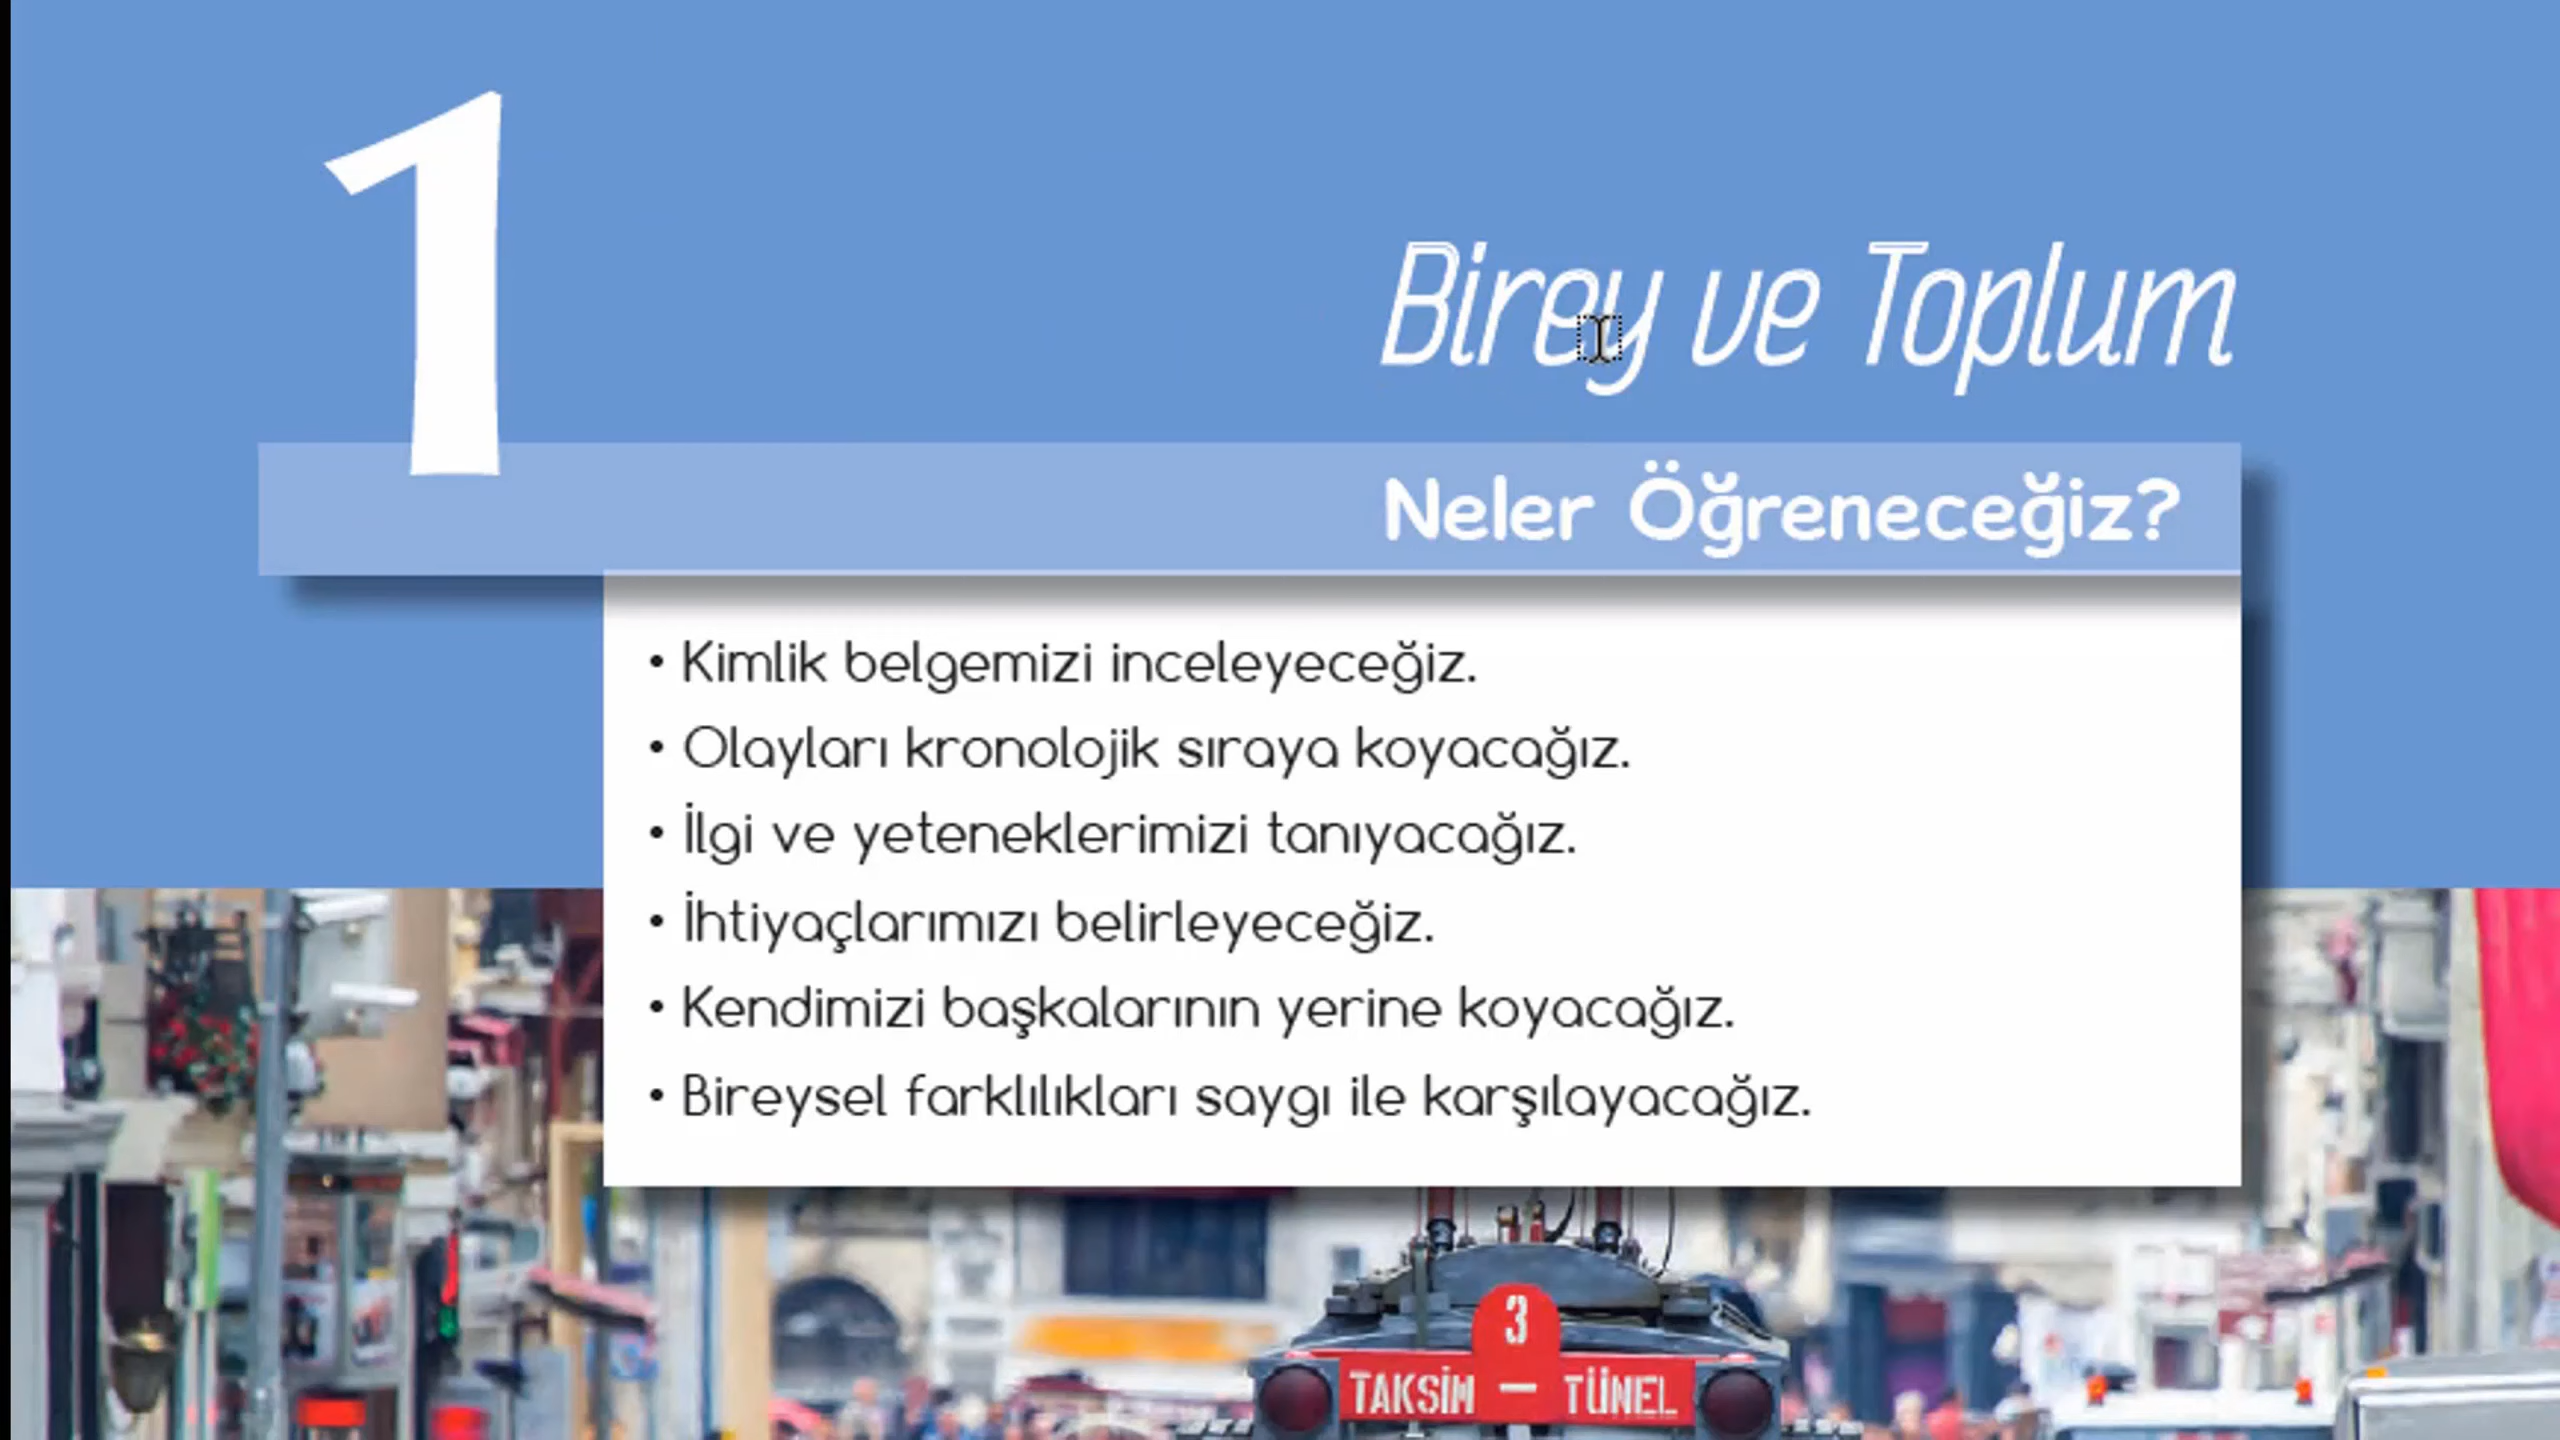 1
Birey ve Toplum
Neler Öğreneceğiz?
• Kimlik belgemizi inceleyeceğiz.
• Olayları kronolojik sıraya koyacağız.
• İlgi ve yeteneklerimizi tanıyacağız.
• İhtiyaçlarımızı belirleyeceğiz.
• Kendimizi başkalarının yerine koyacağız.
• Bireysel farklılıkları saygı ile karşılayacağız.
3
TAKSİM — TÜNEL